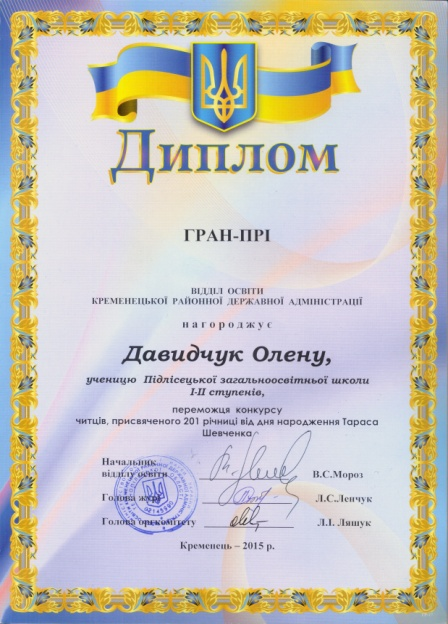 Диплом
ГРАН-ПРІ
ВІДДІЛ ОСВІТИ
КРЕМЕНЕЦЬКОЇ РАЙОННОЇ ДЕРЖАВНОЇ АДМІНІСТРАЦІЇ
нагороджує
Давидчук Олену,
ученицю Підлісецької загальноосвітньої школи
І-ІІ ступенів,
переможця конкурсу
читців, присвяченого 201 річниці від дня народження Тараса
Шевченка
Начальник
відділу освіти В.С.Мороз
Голова журі Л.С.Ленчук
Голова оргкомітету Л.І. Ляшук
Кременець – 2015 р.